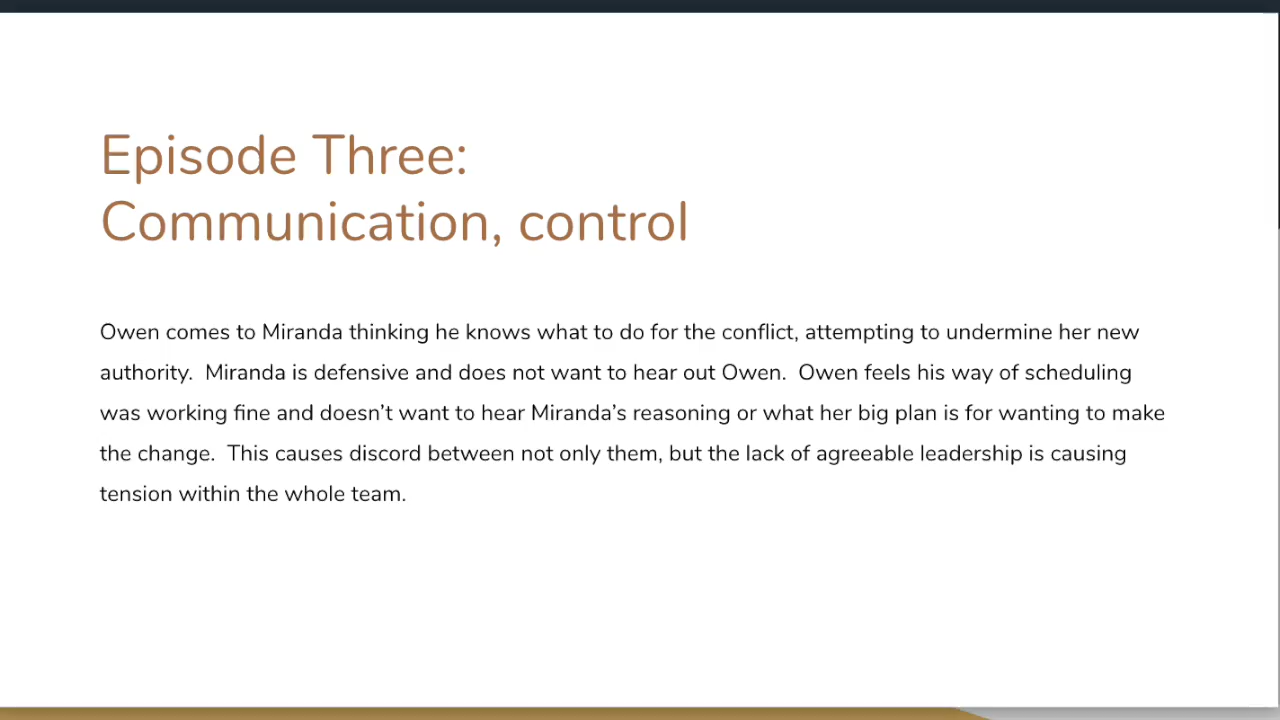 Episode Three:
Communication, control
Owen comes to Miranda thinking he knows what to do for the conflict, attempting to undermine her new
authority.  Miranda is defensive and does not want to hear out Owen.  Owen feels his way of scheduling
was working fine and doesn’t want to hear Miranda’s reasoning or what her big plan is for wanting to make
the change.  This causes discord between not only them, but the lack of agreeable leadership is causing
tension within the whole team.